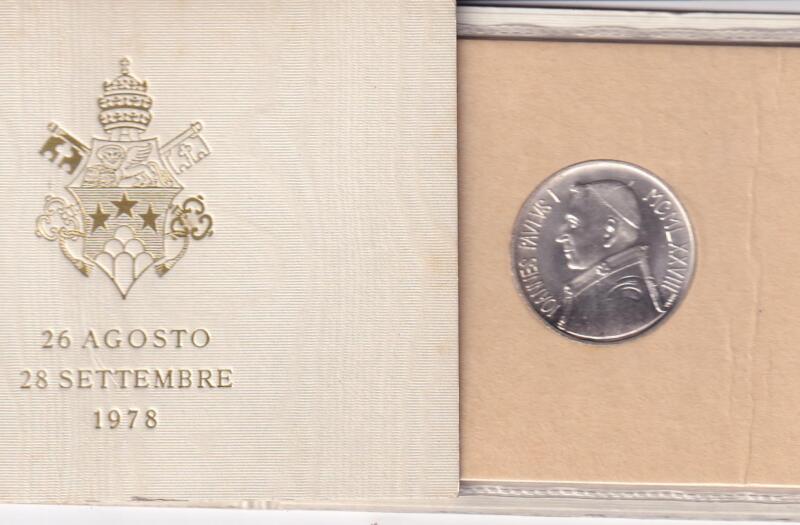 26 AGOSTO
28 SETTEMBRE
1978
IOANNES PAVLVS I
MCMLXXVIII